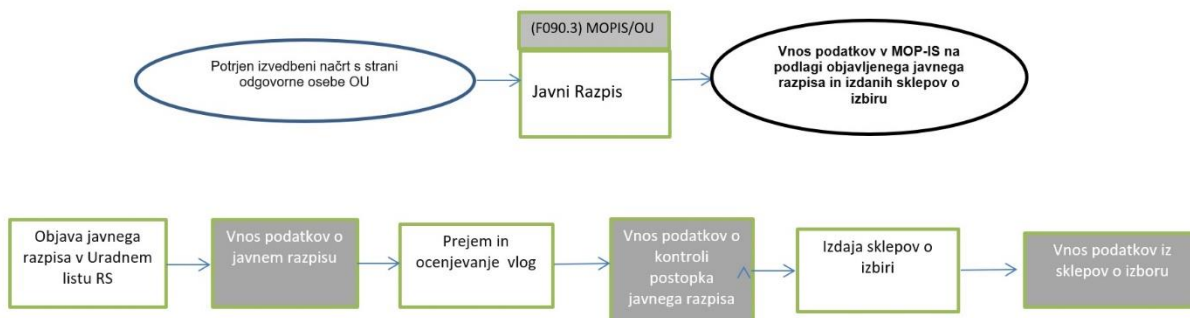 (F090.3) MOPIS/OU
Potrjen izvedbeni načrt s strani
odgovorne osebe OU
Javni Razpis
Vnos podatkov v MOP-IS na
podlagi objavljenega javnega
razpisa in izdanih sklepov o
izbiru
Objava javnega
razpisa v Uradnem
listu RS
Vnos podatkov o
javnem razpisu
Prejem in
ocenjevanje vlog
Vnos podatkov o
kontroli
postopka
javnega razpisa
Izdaja sklepov o
izbiri
Vnos podatkov iz
sklepov o izboru